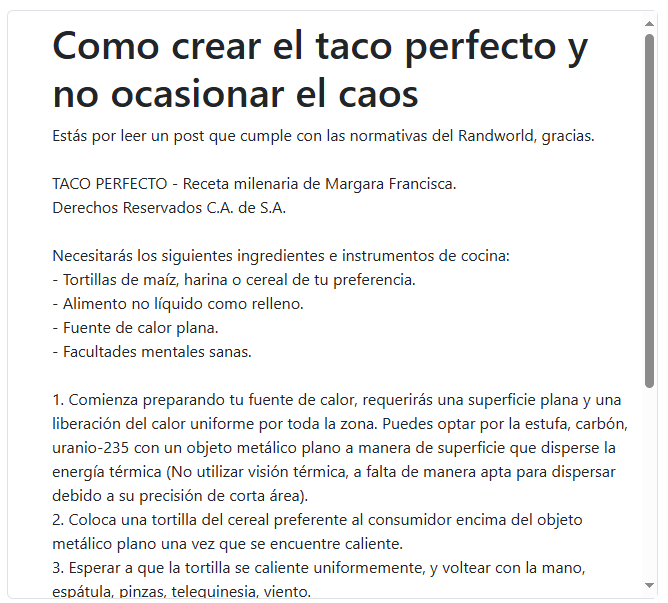 Como crear el taco perfecto y
no ocasionar el caos
Estás por leer un post que cumple con las normativas del Randworld, gracias.
TACO PERFECTO - Receta milenaria de Margara Francisca.
Derechos Reservados C.A. de S.A.
Necesitarás los siguientes ingredientes e instrumentos de cocina:
- Tortillas de maíz, harina o cereal de tu preferencia.
- Alimento no líquido como relleno.
- Fuente de calor plana.
- Facultades mentales sanas.
1. Comienza preparando tu fuente de calor, requerirás una superficie plana y una
liberación del calor uniforme por toda la zona. Puedes optar por la estufa, carbón,
uranio-235 con un objeto metálico plano a manera de superficie que disperse la
energía térmica (No utilizar visión térmica, a falta de manera apta para dispersar
debido a su precisión de corta área).
2. Coloca una tortilla del cereal preferente al consumidor encima del objeto
metálico plano una vez que se encuentre caliente.
3. Esperar a que la tortilla se caliente uniformemente, y voltear con la mano,
espátula, pinzas, telequinesia, viento.